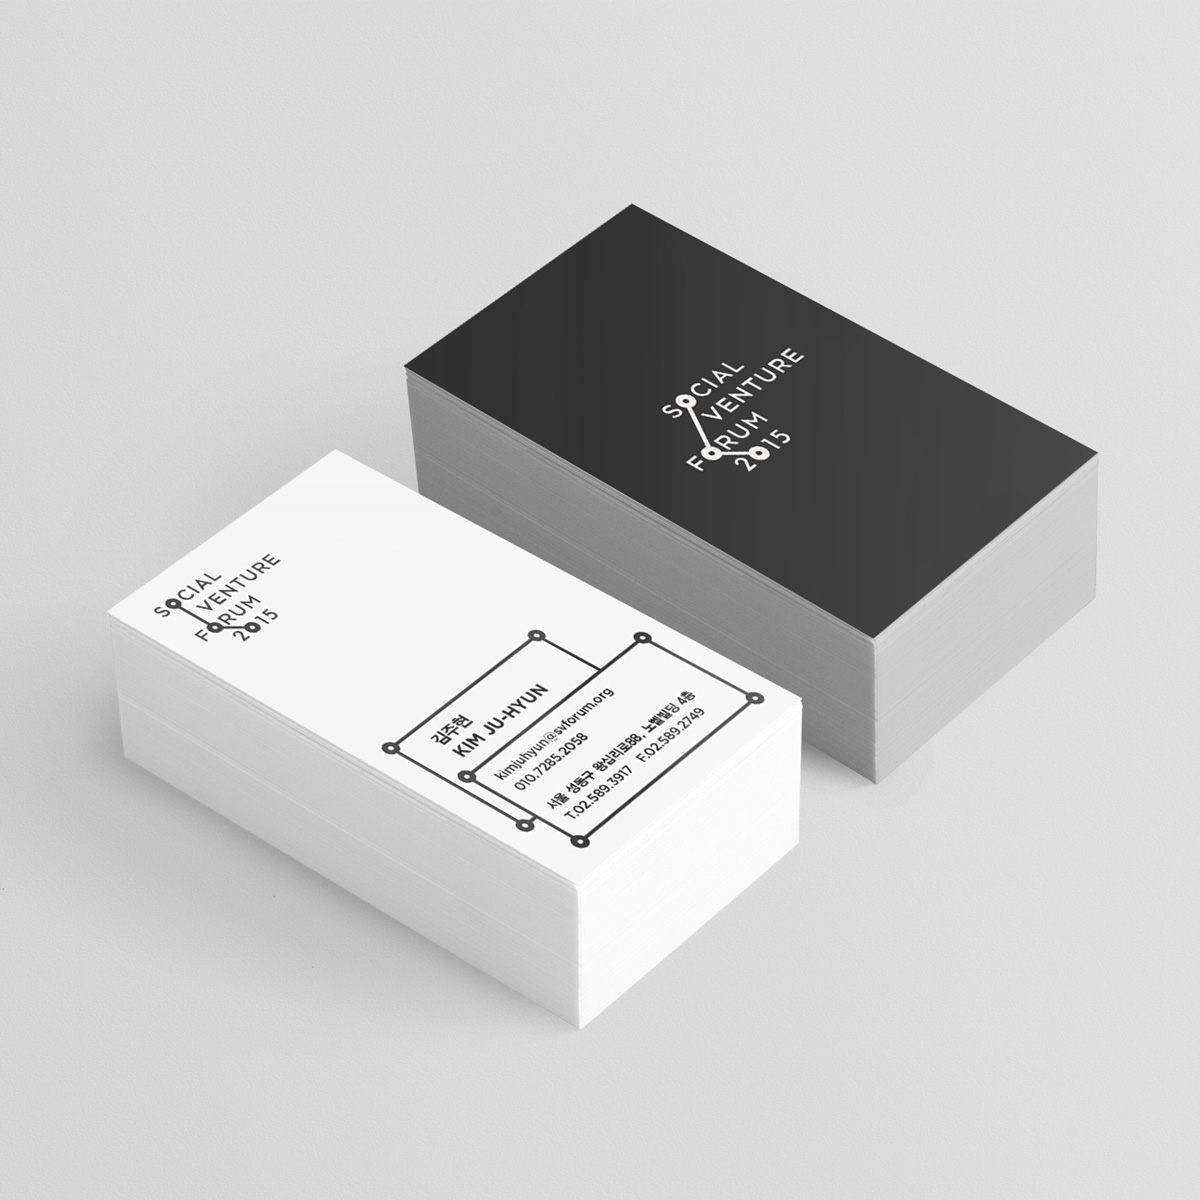 SOCIAL
VENTURE
FORUM
2015
SOCIAL
VENTURE
FORUM
2015
김주현
KIM JU-HYUN
kimjuhyun@svforum.org
010.7285.2058
서울 성동구 왕십리로88, 노벨빌딩 4층
T.02.589.3917 F.02.589.2749